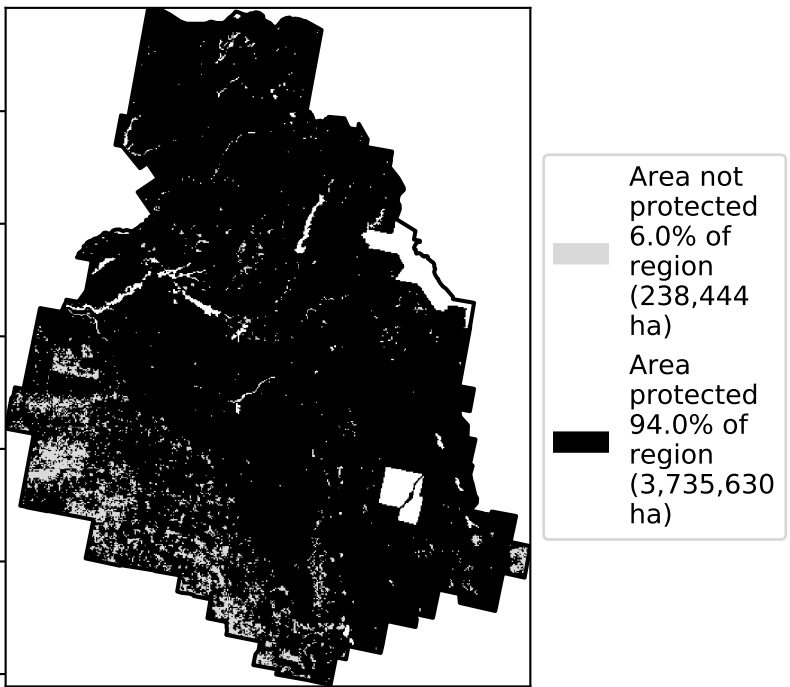 Area not
protected
6.0% of
region
(238,444
ha)
Area
protected
94.0% of
region
(3,735,630
ha)